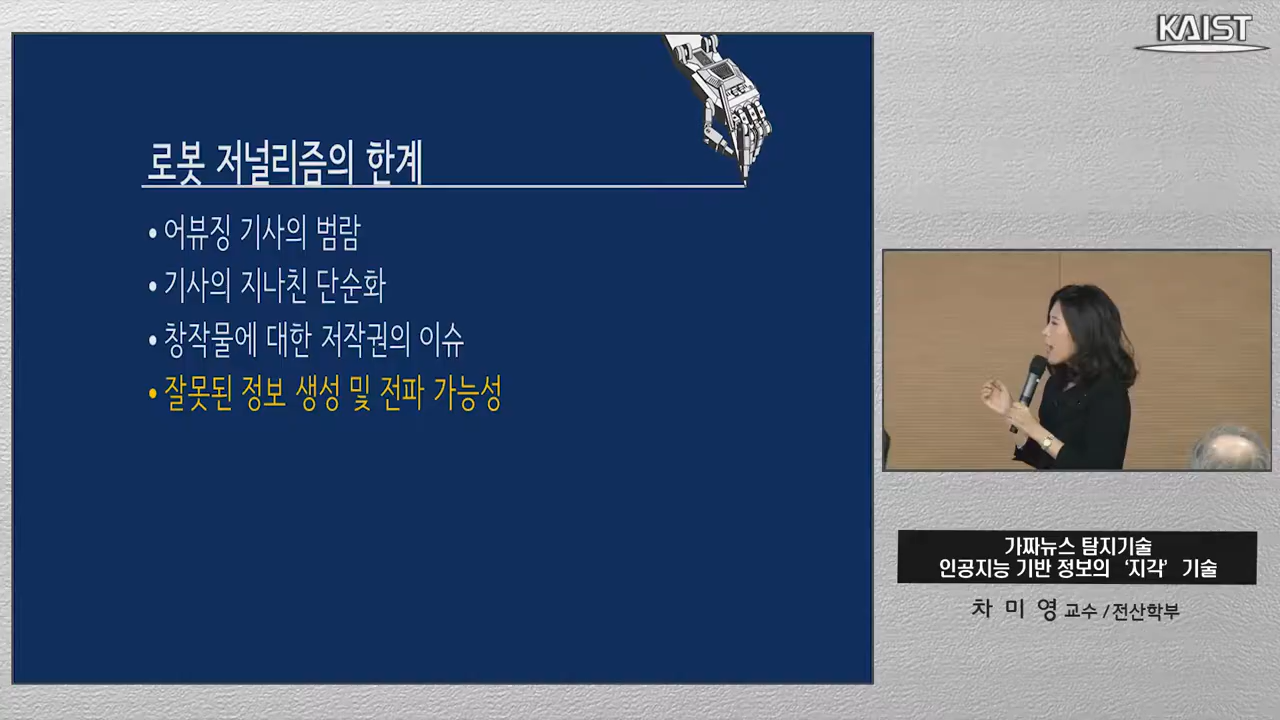 KAIST
로봇 저널리즘의 한계
• 어뷰징 기사의 범람
• 기사의 지나친 단순화
• 창작물에 대한 저작권의 이슈
• 잘못된 정보 생성 및 전파 가능성
가짜뉴스 탐지기술
인공지능 기반 정보의 ‘지각’ 기술
차 미 영 교수 / 전산학부